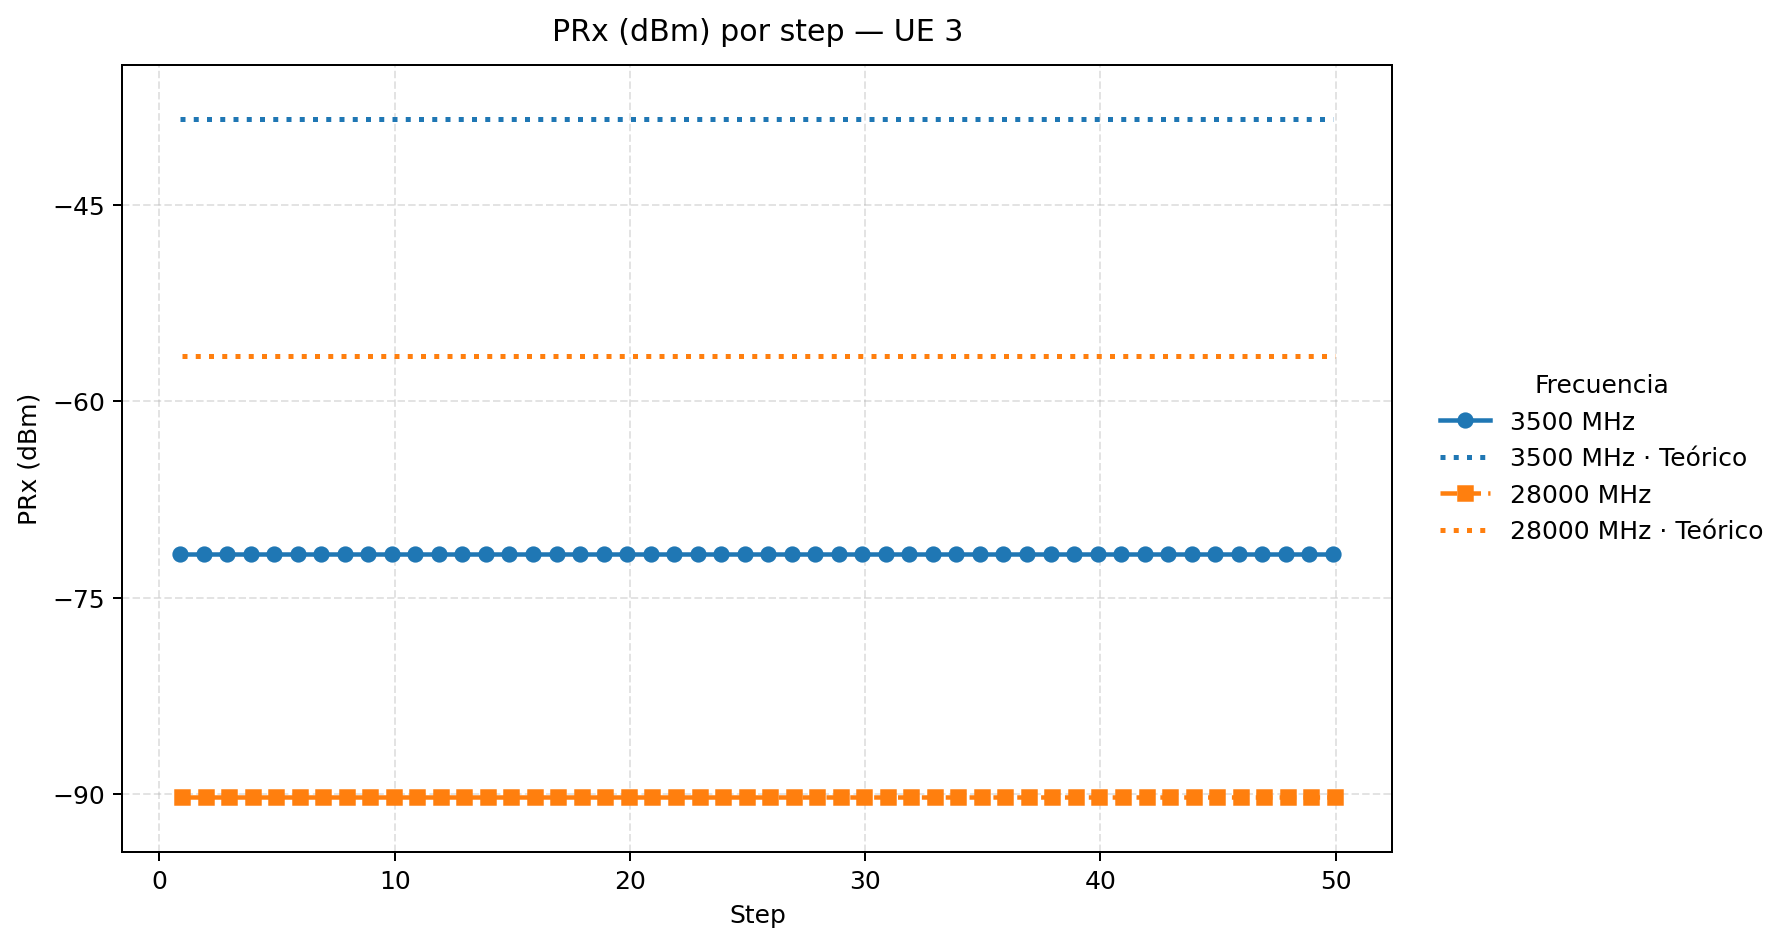 PRx (dBm) por step — UE 3
PRx (dBm)
−45
−60
−75
−90
0
10
20
30
40
50
Step
Frecuencia
3500 MHz
3500 MHz · Teórico
28000 MHz
28000 MHz · Teórico